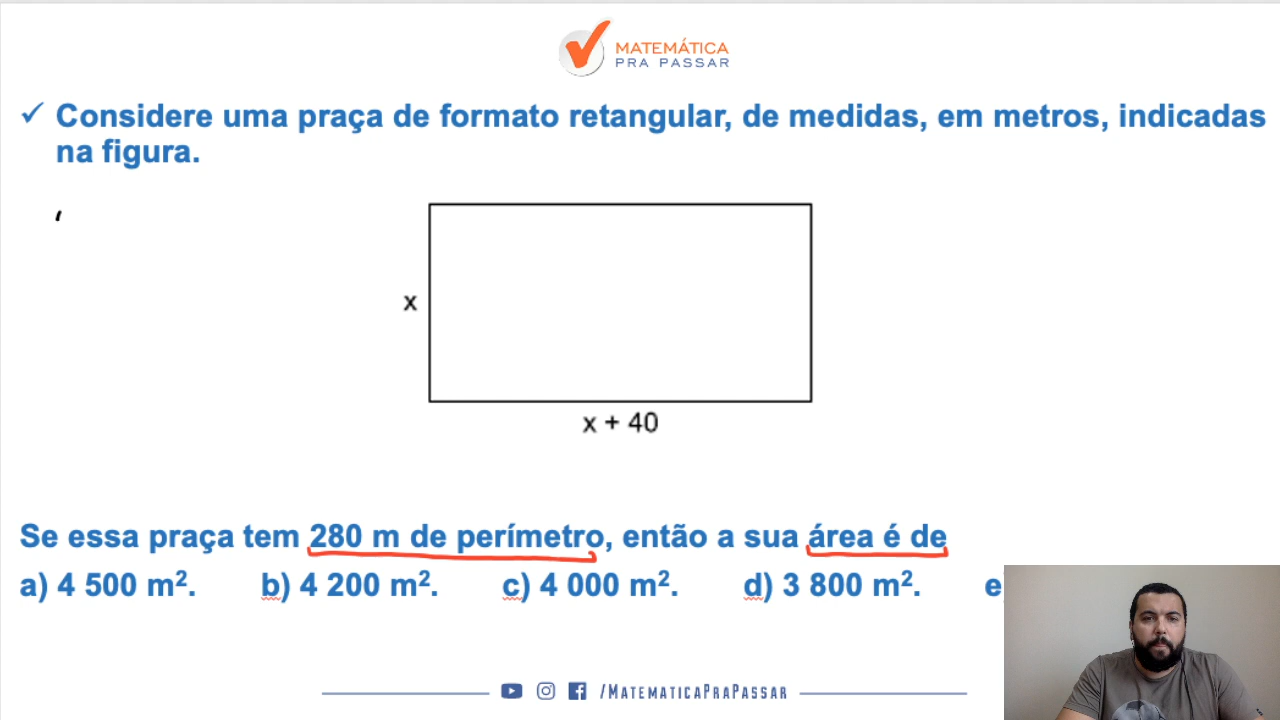 MATEMÁTICA
PRA PASSAR
✓ Considere uma praça de formato retangular, de medidas, em metros, indicadas
na figura.
x
x + 40
Se essa praça tem 280 m de perímetro, então a sua área é de
a) 4 500 m². b) 4 200 m². c) 4 000 m². d) 3 800 m². e
/MATEMATICAPRAPASSAR